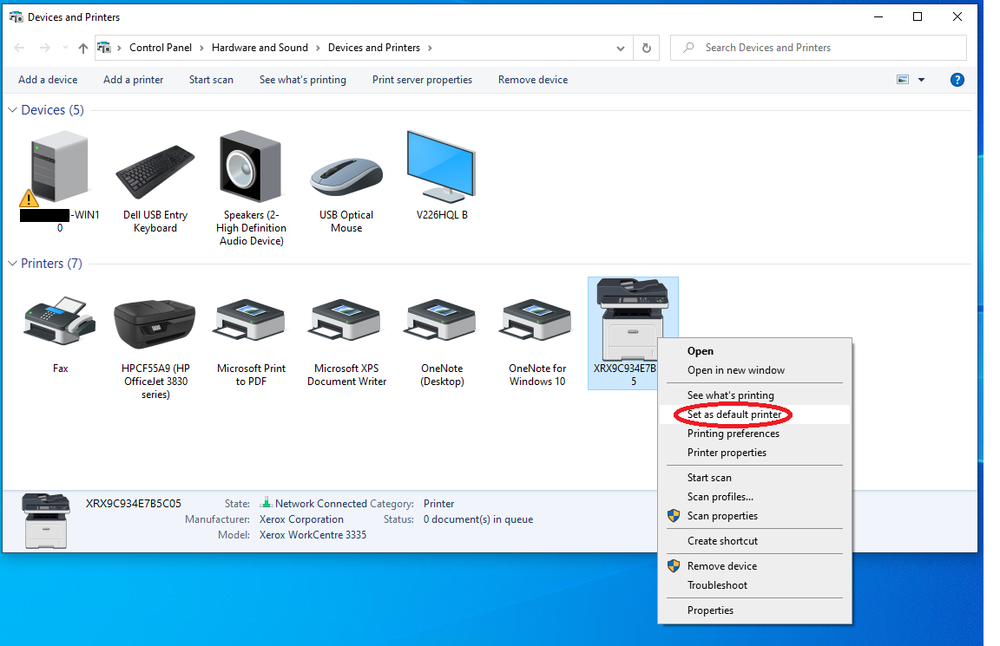 Devices and Printers
Control Panel > Hardware and Sound > Devices and Printers >
Search Devices and Printers
Add a device Add a printer Start scan See what's printing Print server properties Remove device
?
Devices (5)
-WIN1
0
Dell USB Entry
Keyboard
Speakers (2-
High Definition
Audio Device)
USB Optical
Mouse
V226HQL B
Printers (7)
Fax
HPCF55A9 (HP
OfficeJet 3830
series)
Microsoft Print
to PDF
Microsoft XPS
Document Writer
OneNote
(Desktop)
OneNote for
Windows 10
XRX9C934E7B
5
Open
Open in new window
See what's printing
Set as default printer
Printing preferences
Printer properties
Start scan
Scan profiles...
Scan properties
Create shortcut
Remove device
Troubleshoot
Properties
XRX9C934E7B5C05 State: Network Connected Category: Printer
Manufacturer: Xerox Corporation Status: 0 document(s) in queue
Model: Xerox WorkCentre 3335